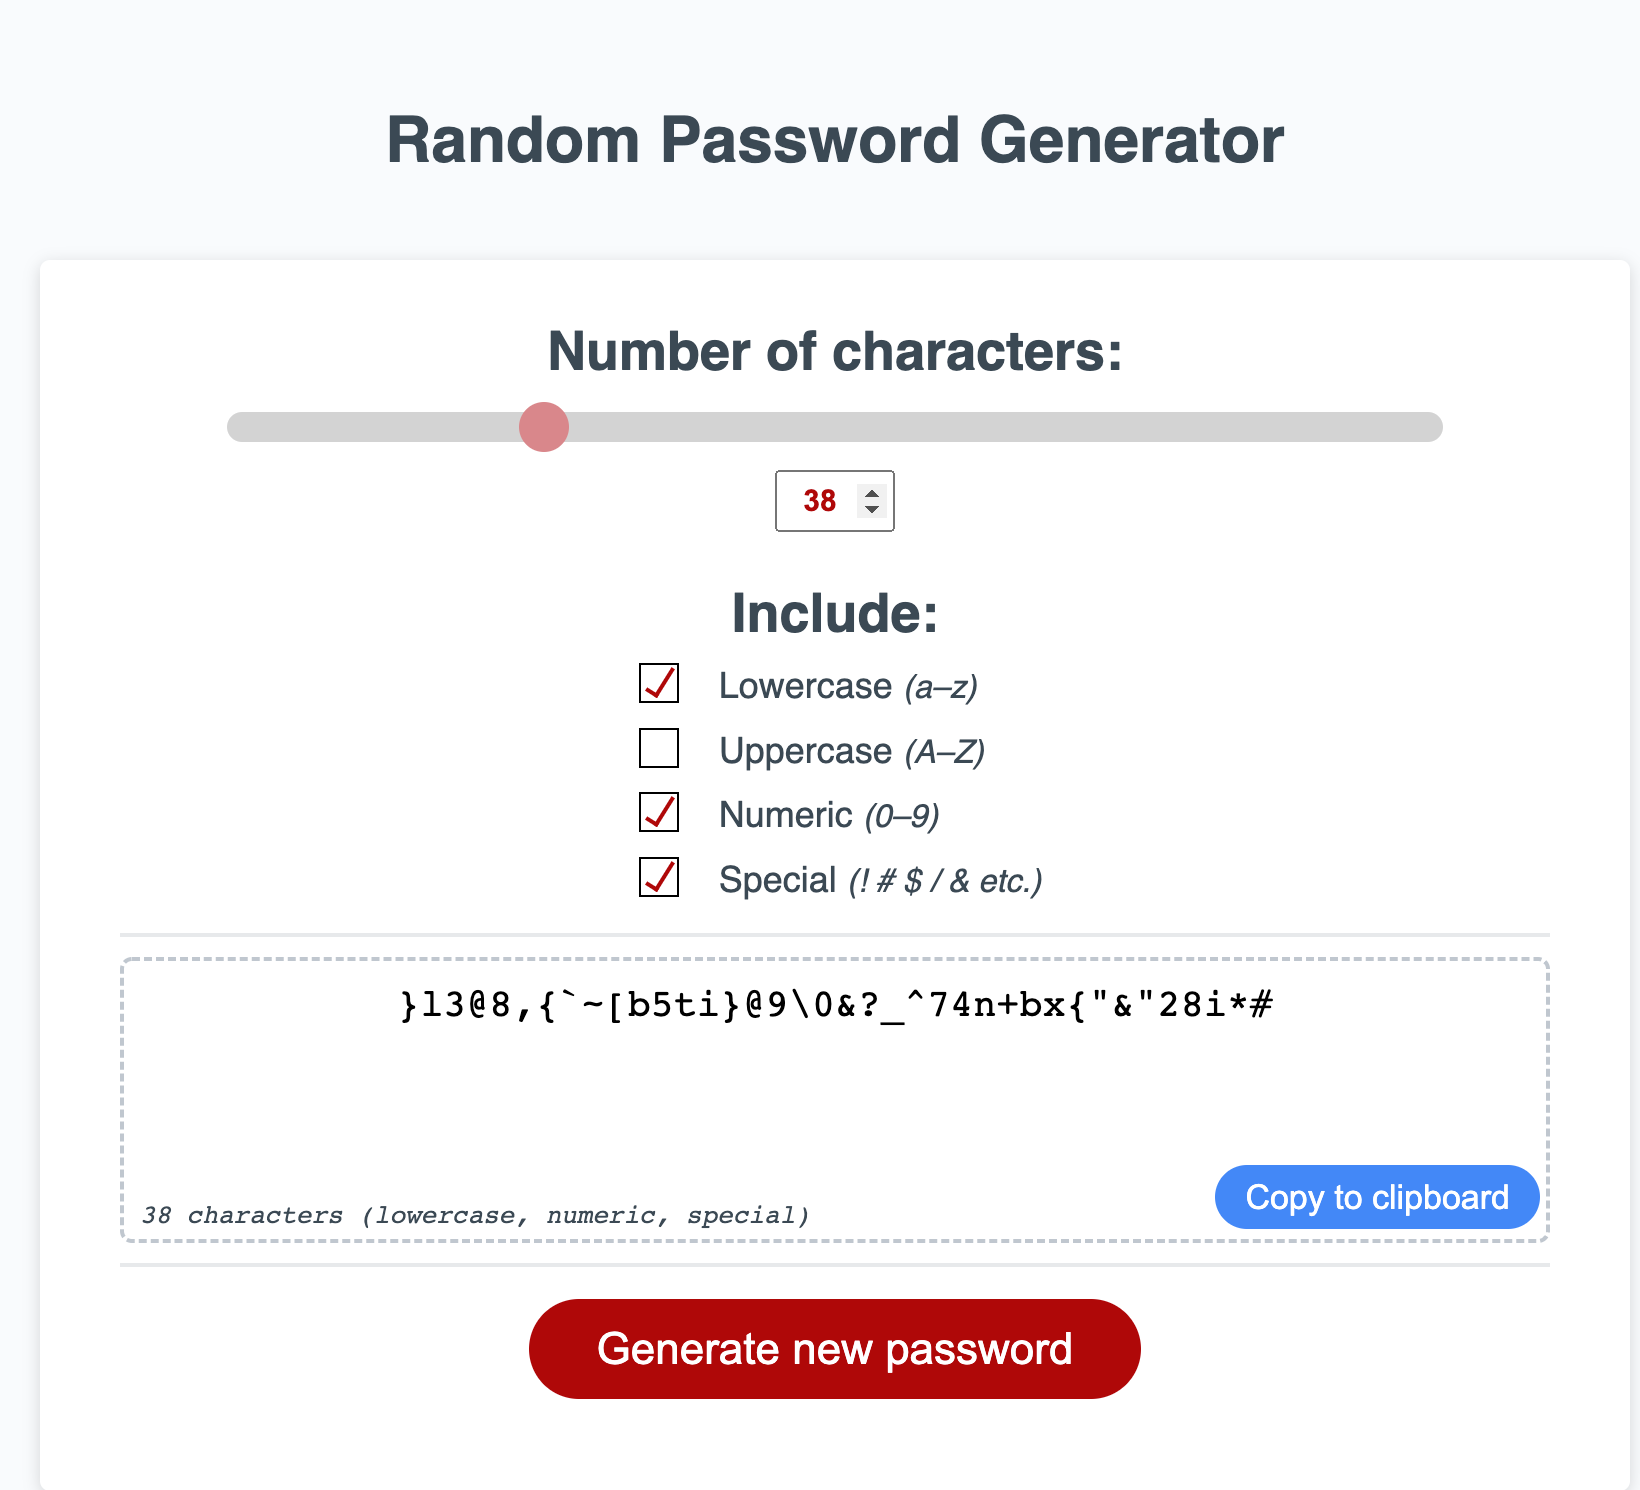 Random Password Generator
Number of characters:
38
Include:
Lowercase (a–z)
Uppercase (A–Z)
Numeric (0–9)
Special (! # $ / & etc.)
}l3@8,{`~[b5ti}@9\0&?_^74n+bx{"&"28i*#
38 characters (lowercase, numeric, special)
Copy to clipboard
Generate new password